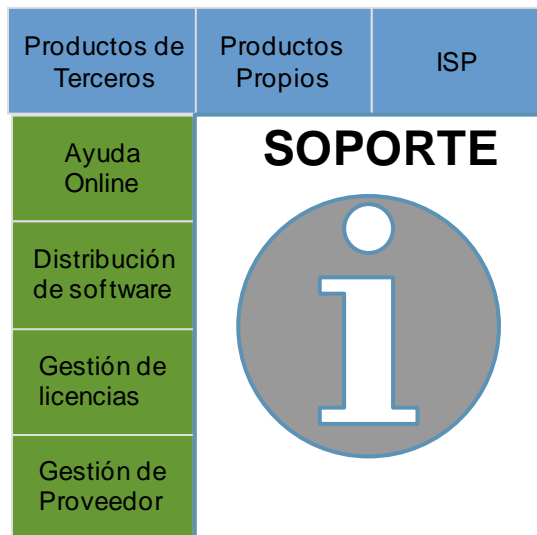 Productos de
Terceros
Productos
Propios
ISP
SOPORTE
Ayuda
Online
Distribución
de software
Gestión de
licencias
Gestión de
Proveedor